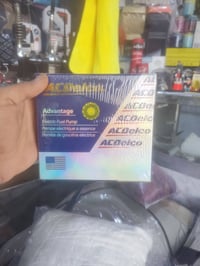 ACDelco
Advantage
Electric Fuel Pump
Pompe électrique à essence
Bomba de gasolina eléctrica
ACDelco
ACDelco
ACDelco
ACDelco